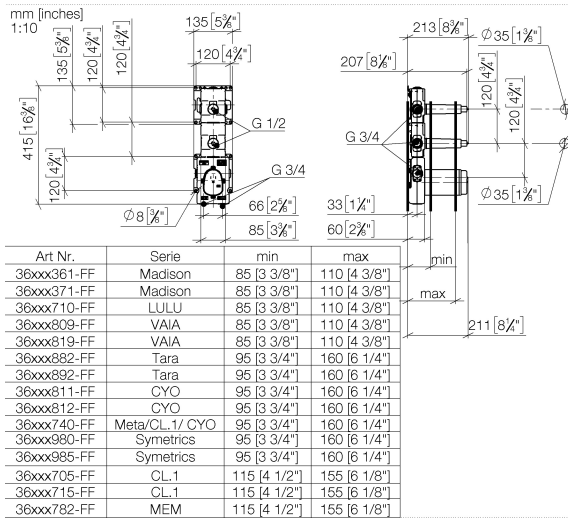 mm [inches]
1:10
135 [5⅜"]
120 [4¾"]
120 [4¾"]
135 [5⅜"]
120 [4¾"]
415 [16⅜"]
120 [4¾"]
G 1/2
G 3/4
Ø 8 [⅜"]
66 [2⅝"]
85 [3⅜"]
213 [8⅜"]
207 [8⅛"]
Ø 35 [1⅜"]
120 [4¾"]
120 [4¾"]
G 3/4
Ø 35 [1⅜"]
33 [1¼"]
60 [2⅜"]
min
max
211 [8¼"]
Art Nr. Serie min max
36xxx361-FF Madison 85 [3 3/8"] 110 [4 3/8"]
36xxx371-FF Madison 85 [3 3/8"] 110 [4 3/8"]
36xxx710-FF LULU 85 [3 3/8"] 110 [4 3/8"]
36xxx809-FF VAIA 85 [3 3/8"] 110 [4 3/8"]
36xxx819-FF VAIA 85 [3 3/8"] 110 [4 3/8"]
36xxx882-FF Tara 95 [3 3/4"] 160 [6 1/4"]
36xxx892-FF Tara 95 [3 3/4"] 160 [6 1/4"]
36xxx811-FF CYO 95 [3 3/4"] 160 [6 1/4"]
36xxx812-FF CYO 95 [3 3/4"] 160 [6 1/4"]
36xxx740-FF Meta/CL.1/ CYO 95 [3 3/4"] 160 [6 1/4"]
36xxx980-FF Symetrics 95 [3 3/4"] 160 [6 1/4"]
36xxx985-FF Symetrics 95 [3 3/4"] 160 [6 1/4"]
36xxx705-FF CL.1 115 [4 1/2"] 155 [6 1/8"]
36xxx715-FF CL.1 115 [4 1/2"] 155 [6 1/8"]
36xxx782-FF MEM 115 [4 1/2"] 155 [6 1/8"]